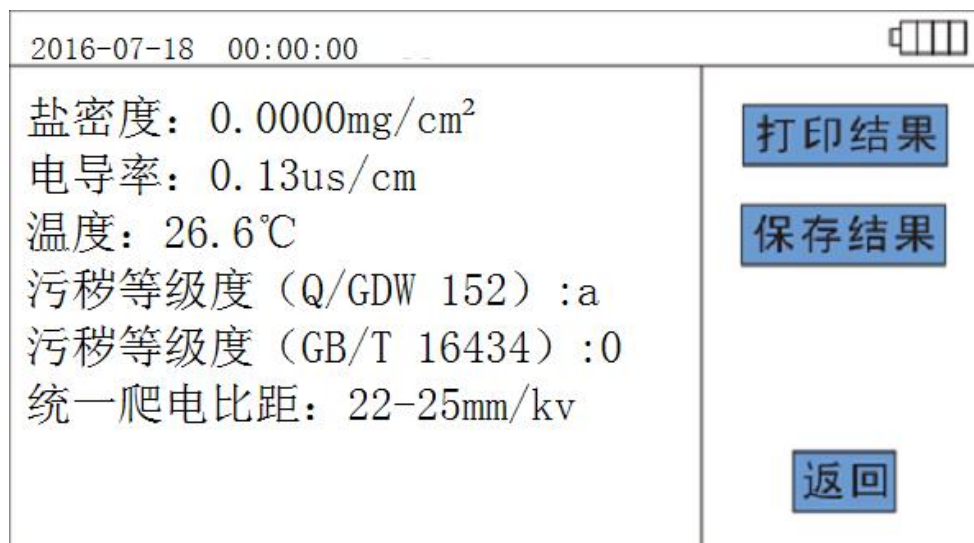 2016-07-18 00:00:00
盐密度：0.0000mg/cm²
电导率：0.13us/cm
温度：26.6℃
污秽等级度（Q/GDW 152）:a
污秽等级度（GB/T 16434）:0
统一爬电比距：22-25mm/kv
打印结果
保存结果
返回